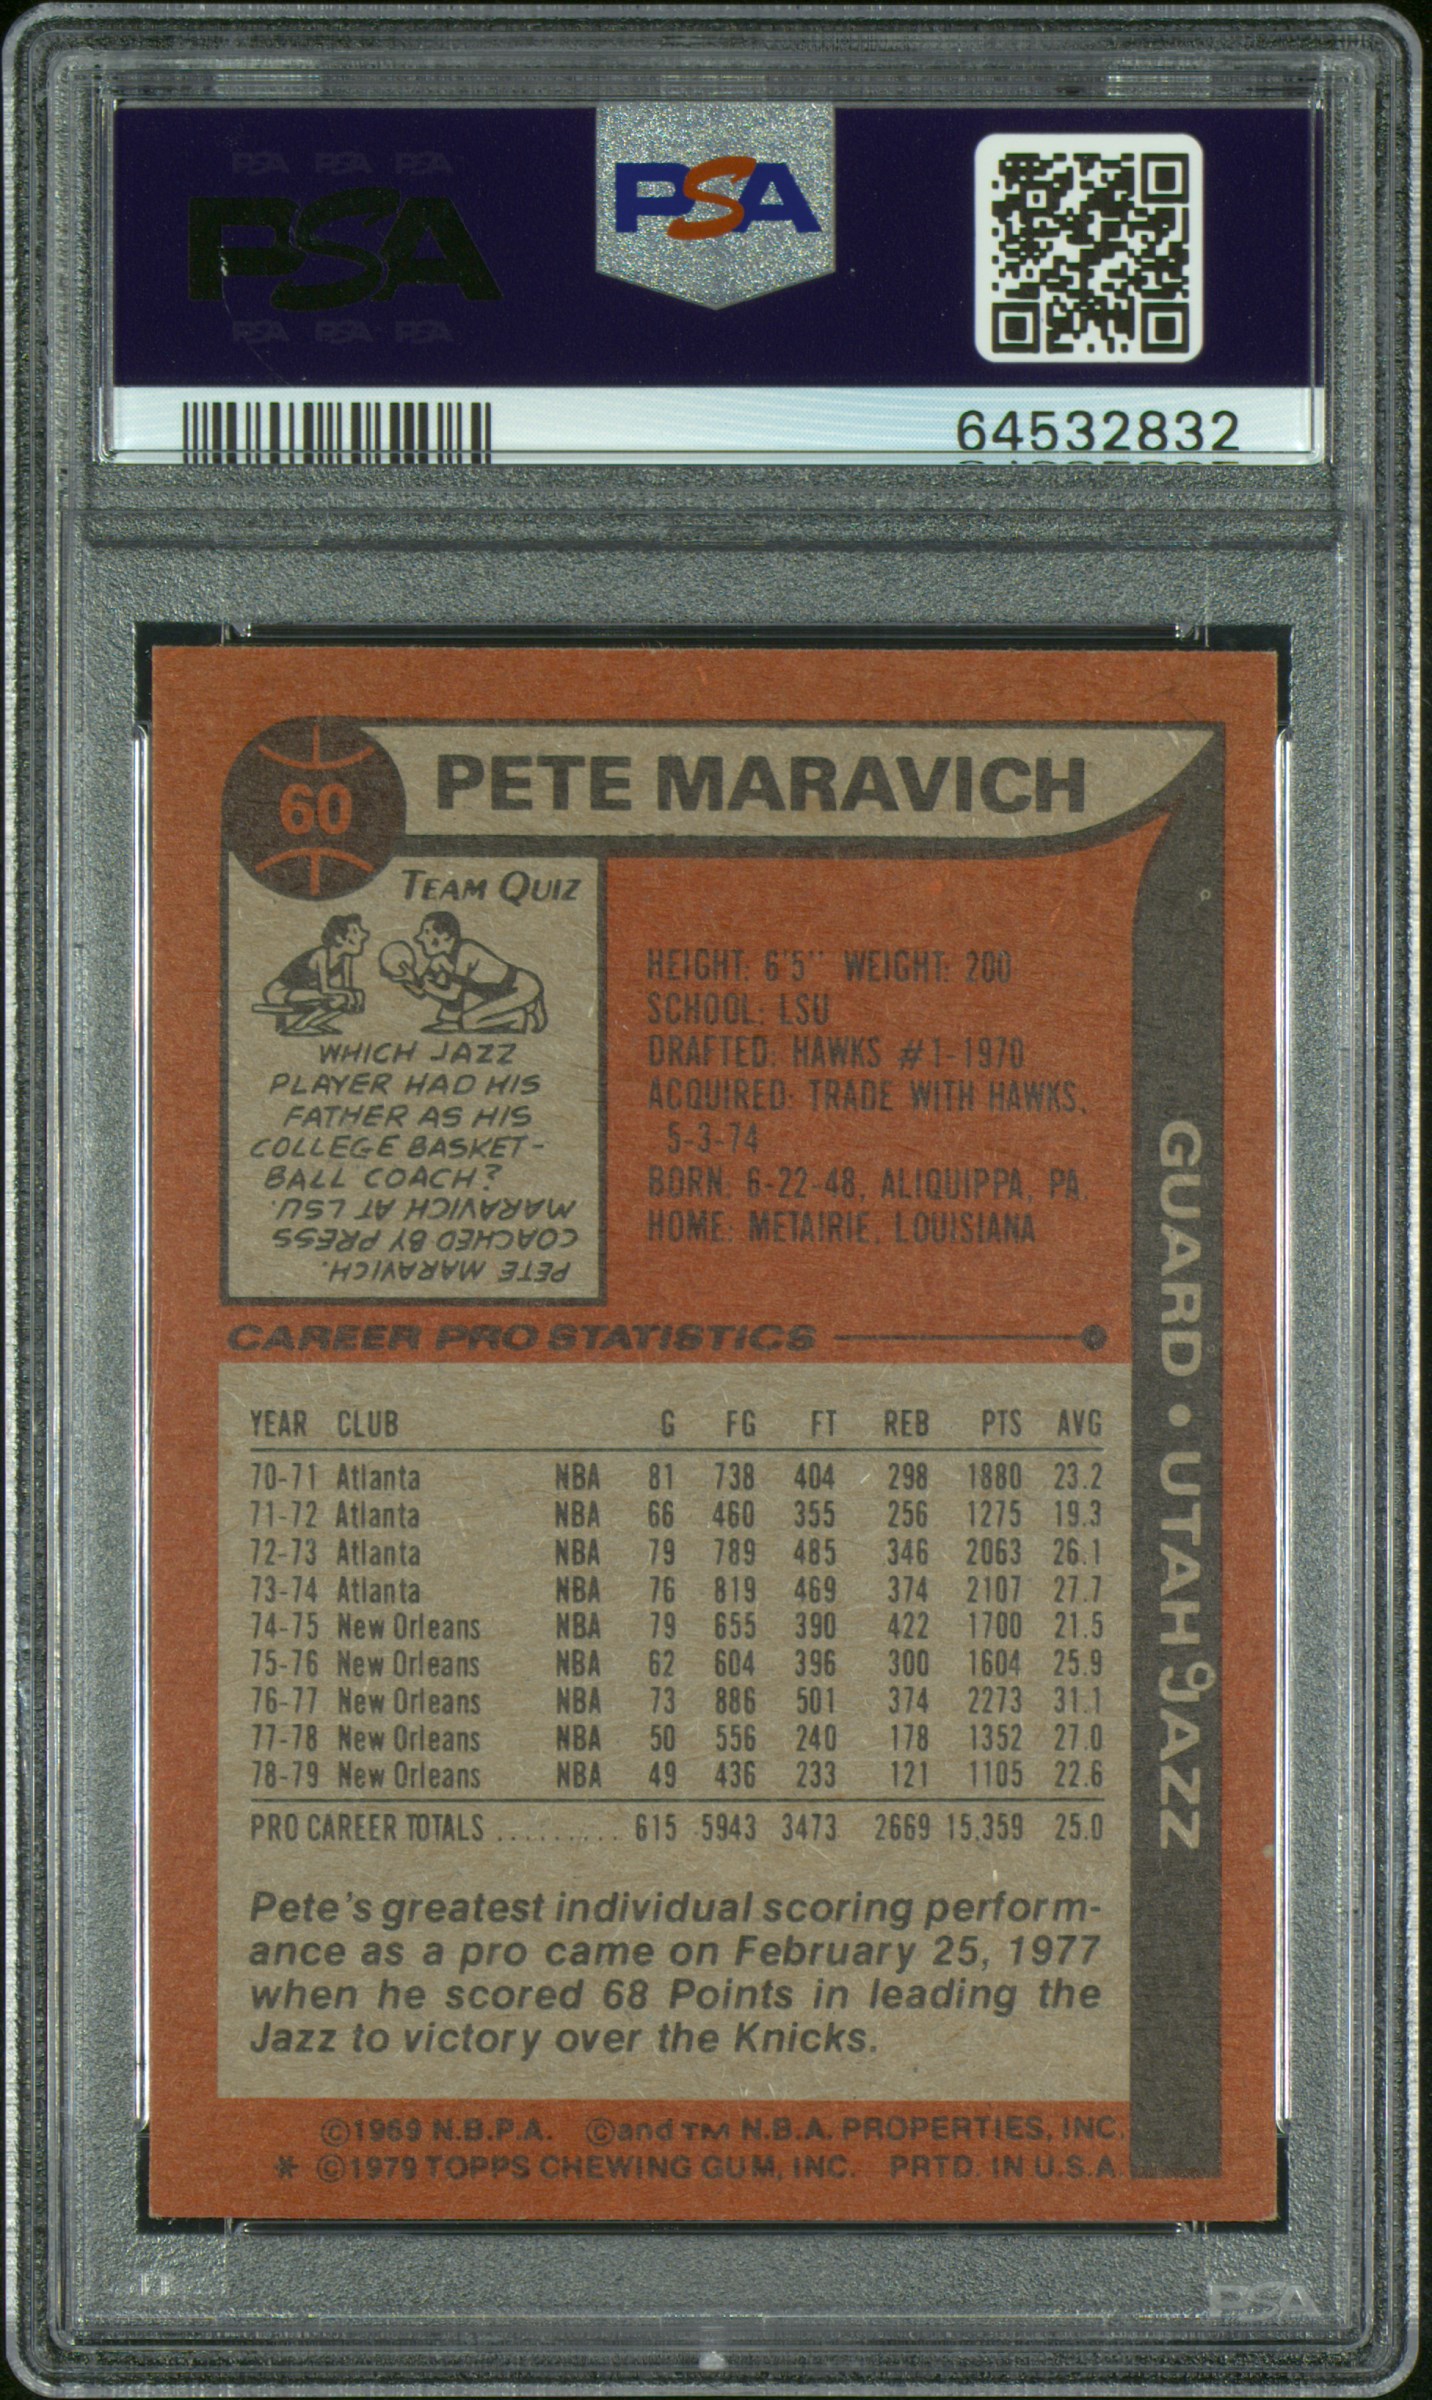 PSA PSA PSA
PSA
PSA PSA PSA
PSA
64532832
60
PETE MARAVICH
TEAM QUIZ
WHICH JAZZ
PLAYER HAD HIS
FATHER AS HIS
COLLEGE BASKET-
BALL COACH?
PETE MARAVICH.
COACHED BY PRESS
MARAVICH AT LSU.
HEIGHT: 6'5" WEIGHT: 200
SCHOOL: LSU
DRAFTED: HAWKS #1-1970
ACQUIRED: TRADE WITH HAWKS,
5-3-74
BORN: 6-22-48, ALIQUIPPA, PA.
HOME: METAIRIE, LOUISIANA
GUARD • UTAH JAZZ
CAREER PRO STATISTICS
YEAR CLUB G FG FT REB PTS AVG
70-71 Atlanta NBA 81 738 404 298 1880 23.2
71-72 Atlanta NBA 66 460 355 256 1275 19.3
72-73 Atlanta NBA 79 789 485 346 2063 26.1
73-74 Atlanta NBA 76 819 469 374 2107 27.7
74-75 New Orleans NBA 79 655 390 422 1700 21.5
75-76 New Orleans NBA 62 604 396 300 1604 25.9
76-77 New Orleans NBA 73 886 501 374 2273 31.1
77-78 New Orleans NBA 50 556 240 178 1352 27.0
78-79 New Orleans NBA 49 436 233 121 1105 22.6
PRO CAREER TOTALS .......... 615 5943 3473 2669 15,359 25.0
Pete's greatest individual scoring perform-
ance as a pro came on February 25, 1977
when he scored 68 Points in leading the
Jazz to victory over the Knicks.
©1969 N.B.P.A. ©and TM N.B.A. PROPERTIES, INC.
* ©1979 TOPPS CHEWING GUM, INC. PRTD. IN U.S.A.
PSA